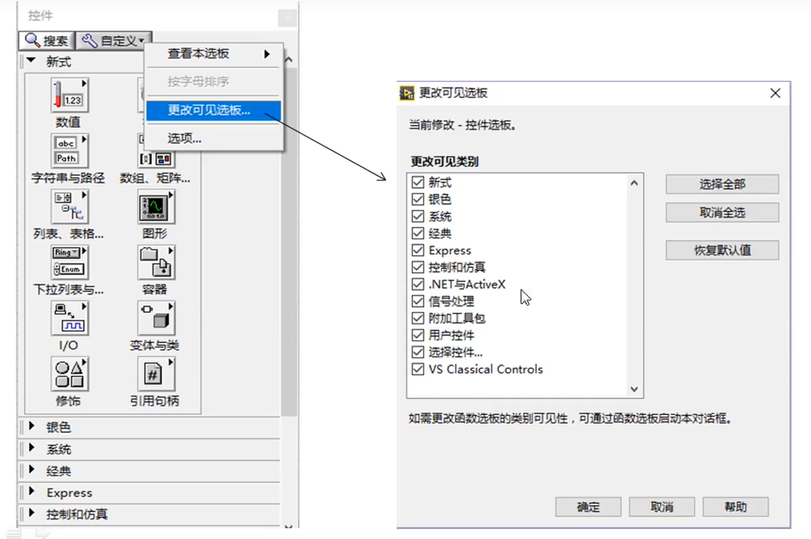 控件
搜索 自定义
查看本选板
按字母排序
更改可见选板...
选项...
新式
1.23
数值
abc
Path
字符串与路径
数组、矩阵...
列表、表格...
图形
Ring
Enum
下拉列表与...
容器
I/O
变体与类
修饰
引用句柄
银色
系统
经典
Express
控制和仿真
更改可见选板
当前修改 - 控件选板。
更改可见类别
新式
银色
系统
经典
Express
控制和仿真
.NET与ActiveX
信号处理
附加工具包
用户控件
选择控件...
VS Classical Controls
选择全部
取消全选
恢复默认值
如需更改函数选板的类别可见性，可通过函数选板启动本对话框。
确定 取消 帮助